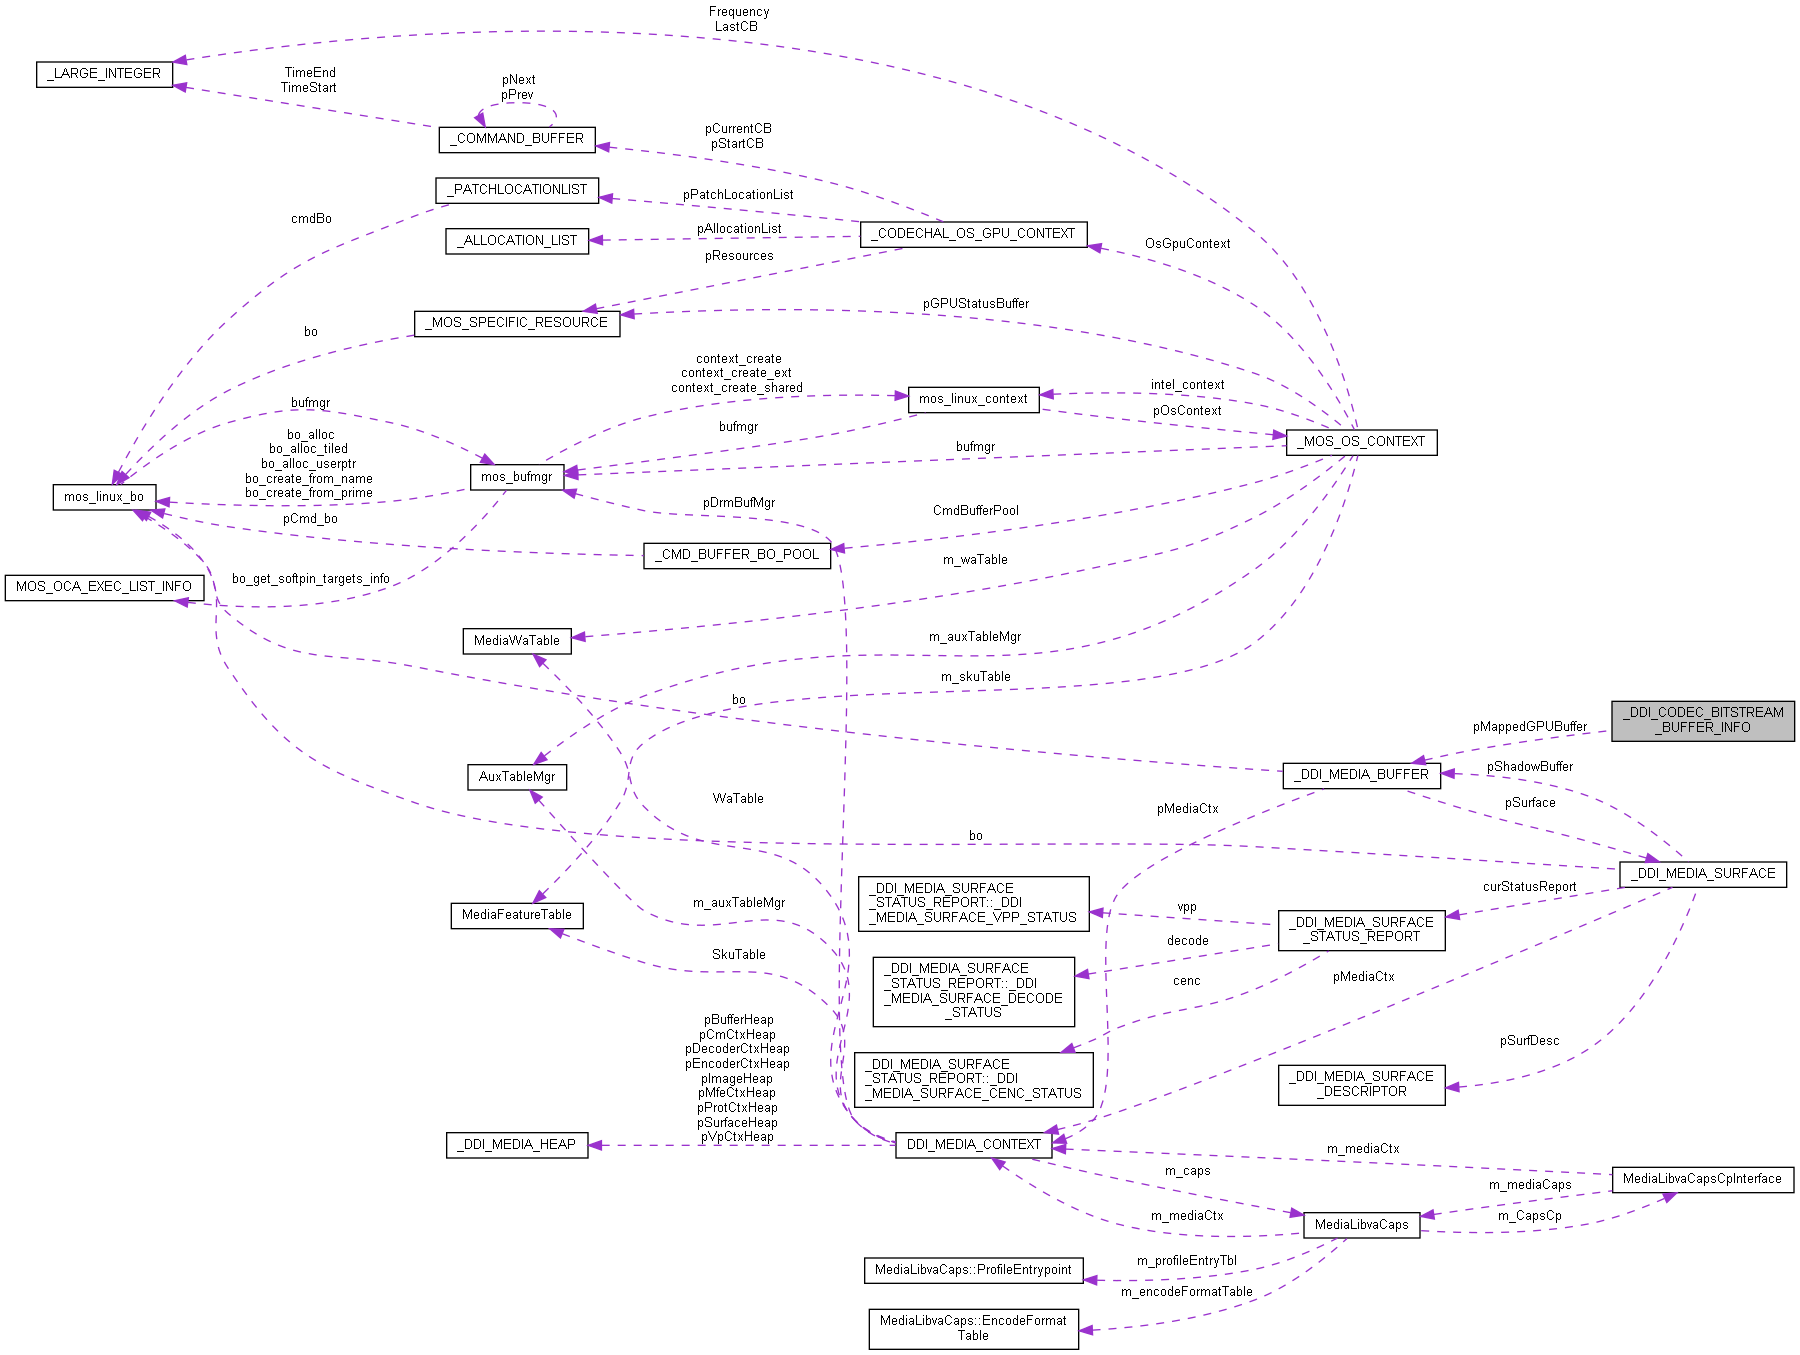 Frequency
LastCB
_LARGE_INTEGER
TimeEnd
TimeStart
pNext
pPrev
_COMMAND_BUFFER
pCurrentCB
pStartCB
_PATCHLOCATIONLIST
pPatchLocationList
cmdBo
_ALLOCATION_LIST
pAllocationList
_CODECHAL_OS_GPU_CONTEXT
OsGpuContext
pResources
pGPUStatusBuffer
_MOS_SPECIFIC_RESOURCE
bo
context_create
context_create_ext
context_create_shared
mos_linux_context
intel_context
pOsContext
bufmgr
bufmgr
bufmgr
_MOS_OS_CONTEXT
bo_alloc
bo_alloc_tiled
bo_alloc_userptr
bo_create_from_name
bo_create_from_prime
mos_bufmgr
mos_linux_bo
pDrmBufMgr
CmdBufferPool
pCmd_bo
_CMD_BUFFER_BO_POOL
m_waTable
MOS_OCA_EXEC_LIST_INFO
bo_get_softpin_targets_info
MediaWaTable
m_auxTableMgr
m_skuTable
bo
_DDI_CODEC_BITSTREAM
_BUFFER_INFO
pMappedGPUBuffer
AuxTableMgr
_DDI_MEDIA_BUFFER
pShadowBuffer
WaTable
pMediaCtx
pSurface
bo
_DDI_MEDIA_SURFACE
_DDI_MEDIA_SURFACE
_STATUS_REPORT::_DDI
_MEDIA_SURFACE_VPP_STATUS
vpp
curStatusReport
_DDI_MEDIA_SURFACE
_STATUS_REPORT
m_auxTableMgr
MediaFeatureTable
decode
SkuTable
_DDI_MEDIA_SURFACE
_STATUS_REPORT::_DDI
_MEDIA_SURFACE_DECODE
_STATUS
cenc
pMediaCtx
pBufferHeap
pCmCtxHeap
pDecoderCtxHeap
pEncoderCtxHeap
pImageHeap
pMfeCtxHeap
pProtCtxHeap
pSurfaceHeap
pVpCtxHeap
_DDI_MEDIA_SURFACE
_STATUS_REPORT::_DDI
_MEDIA_SURFACE_CENC_STATUS
pSurfDesc
_DDI_MEDIA_SURFACE
_DESCRIPTOR
_DDI_MEDIA_HEAP
DDI_MEDIA_CONTEXT
m_mediaCtx
m_caps
m_mediaCaps
MediaLibvaCapsCpInterface
m_mediaCtx
MediaLibvaCaps
m_CapsCp
MediaLibvaCaps::ProfileEntrypoint
m_profileEntryTbl
m_encodeFormatTable
MediaLibvaCaps::EncodeFormat
Table